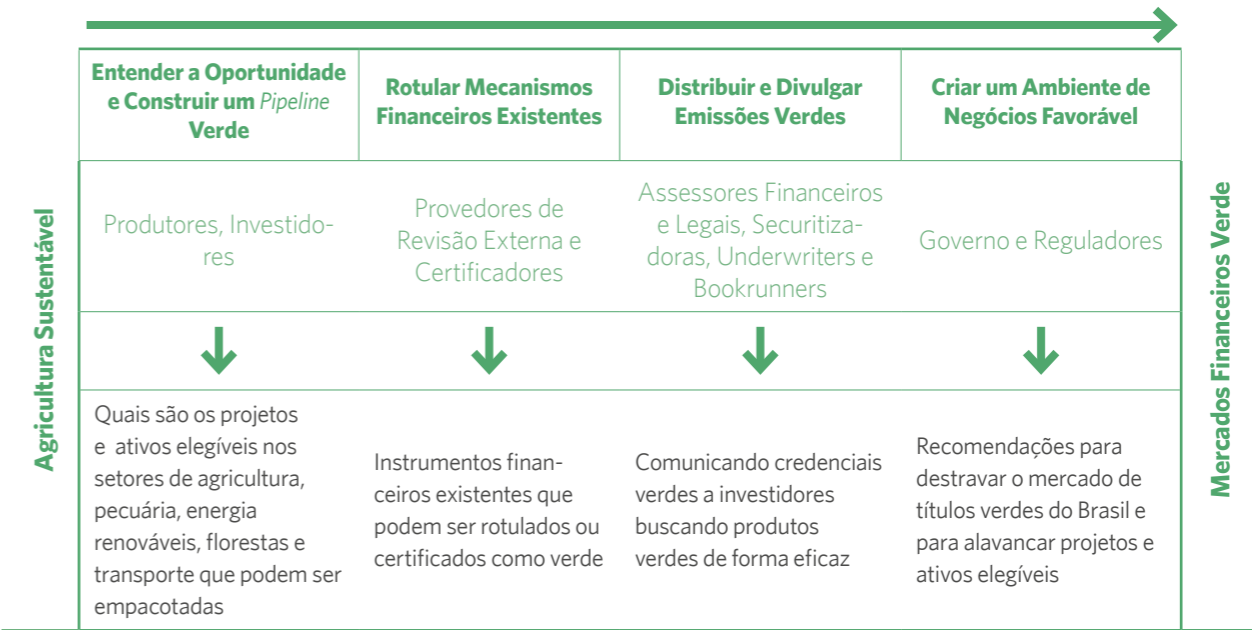 Agricultura Sustentável
Entender a Oportunidade
e Construir um Pipeline
Verde
Rotular Mecanismos
Financeiros Existentes
Distribuir e Divulgar
Emissões Verdes
Criar um Ambiente de
Negócios Favorável
Produtores, Investido-
res
Provedores de
Revisão Externa e
Certificadores
Assessores Financeiros
e Legais, Securitiza-
doras, Underwriters e
Bookrunners
Governo e Reguladores
Quais são os projetos
e ativos elegíveis nos
setores de agricultura,
pecuária, energia
renováveis, florestas e
transporte que podem ser
empacotadas
Instrumentos finan-
ceiros existentes que
podem ser rotulados ou
certificados como verde
Comunicando credenciais
verdes a investidores
buscando produtos
verdes de forma eficaz
Recomendações para
destravar o mercado de
títulos verdes do Brasil e
para alavancar projetos e
ativos elegíveis
Mercados Financeiros Verde